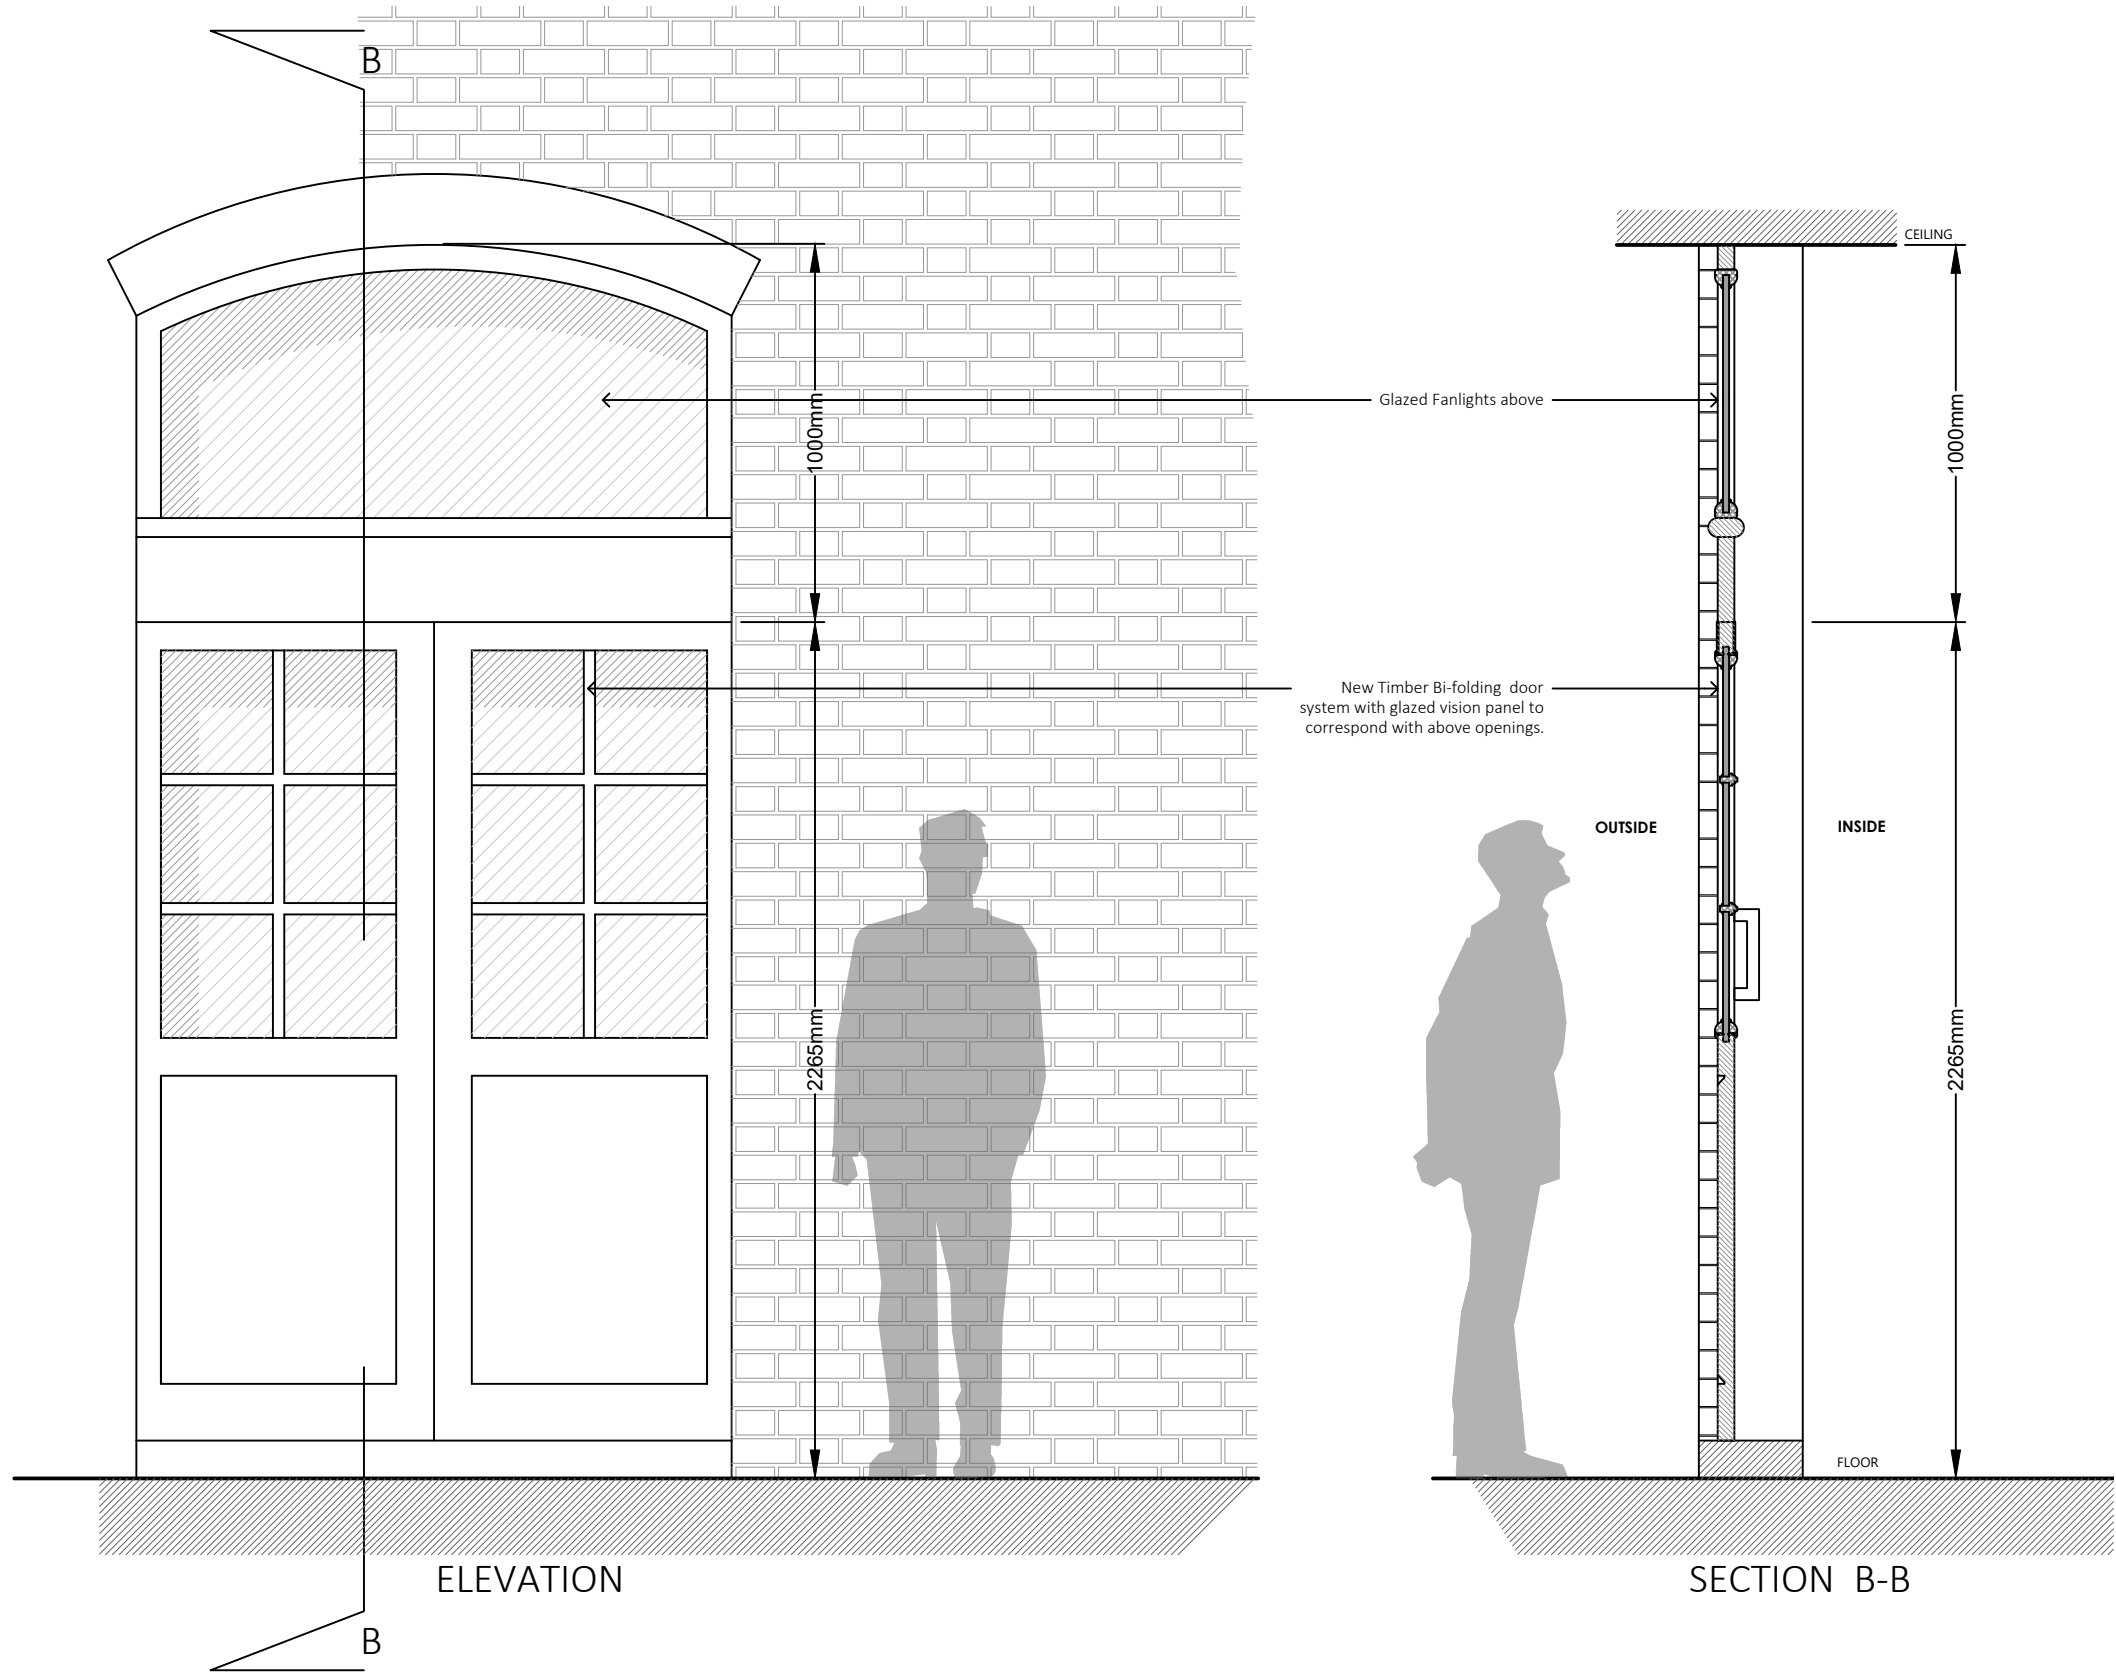 B
CEILING
Glazed Fanlights above
1000mm
1000mm
New Timber Bi-folding door
system with glazed vision panel to
correspond with above openings.
OUTSIDE
INSIDE
2265mm
2265mm
FLOOR
ELEVATION
SECTION B-B
B